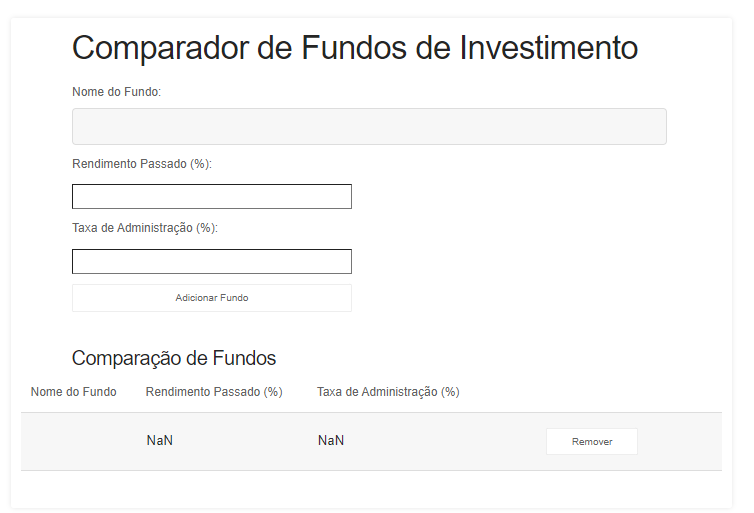 Comparador de Fundos de Investimento
Nome do Fundo:
Rendimento Passado (%):
Taxa de Administração (%):
Adicionar Fundo
Comparação de Fundos
Nome do Fundo Rendimento Passado (%) Taxa de Administração (%)
NaN NaN Remover